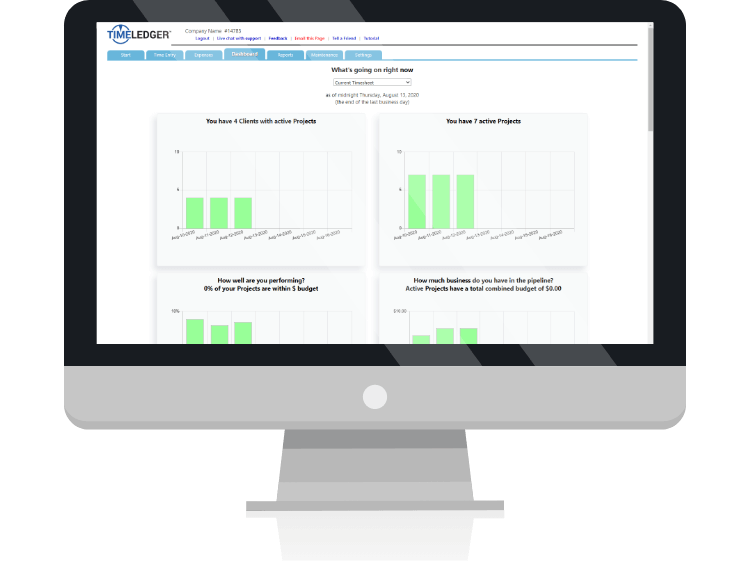 TIMELEDGER
Company Name #14785
Logout | Live chat with support | Feedback | Email this Page | Tell a Friend | Tutorial
Start Time Entry Expenses Dashboard Reports Maintenance Settings
What's going on right now
Current Timesheet
as of midnight Thursday, August 13, 2020
(the end of the last business day)
You have 4 Clients with active Projects
10
0
Aug-10-2020 Aug-11-2020 Aug-12-2020 Aug-13-2020 Aug-14-2020 Aug-15-2020 Aug-16-2020
You have 7 active Projects
10
0
Aug-10-2020 Aug-11-2020 Aug-12-2020 Aug-13-2020 Aug-14-2020 Aug-15-2020 Aug-16-2020
How well are you performing?
0% of your Projects are within $ budget
10%
How much business do you have in the pipeline?
Active Projects have a total combined budget of $0.00
$10.00